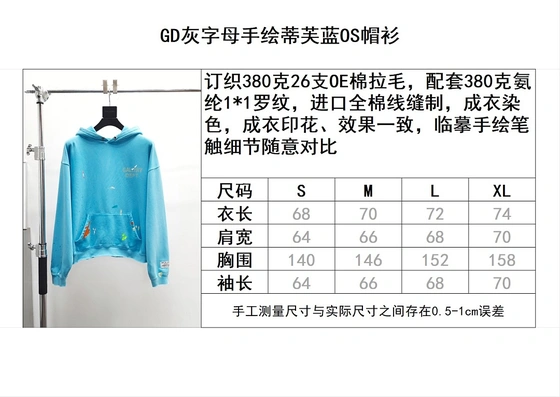 GD灰字母手绘蒂芙蓝OS帽衫
订织380克26支OE棉拉毛，配套380克氨
纶1*1罗纹，进口全棉线缝制，成衣染
色，成衣印花、效果一致，临摹手绘笔
触细节随意对比
尺码 S M L XL
衣长 68 70 72 74
肩宽 64 66 68 70
胸围 140 146 152 158
袖长 64 66 68 70
手工测量尺寸与实际尺寸之间存在0.5-1cm误差